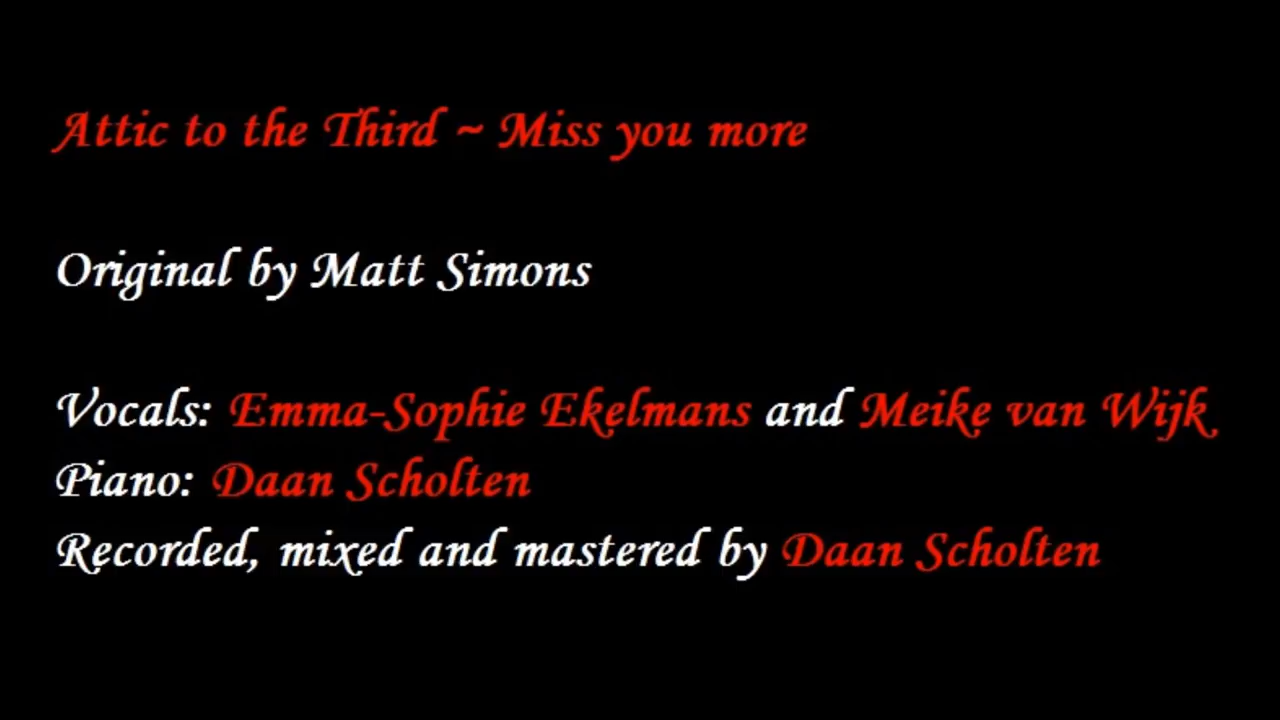 Attic to the Third ~ Miss you more
Original by Matt Simons
Vocals: Emma-Sophie Ekelmans and Meike van Wijk
Piano: Daan Scholten
Recorded, mixed and mastered by Daan Scholten